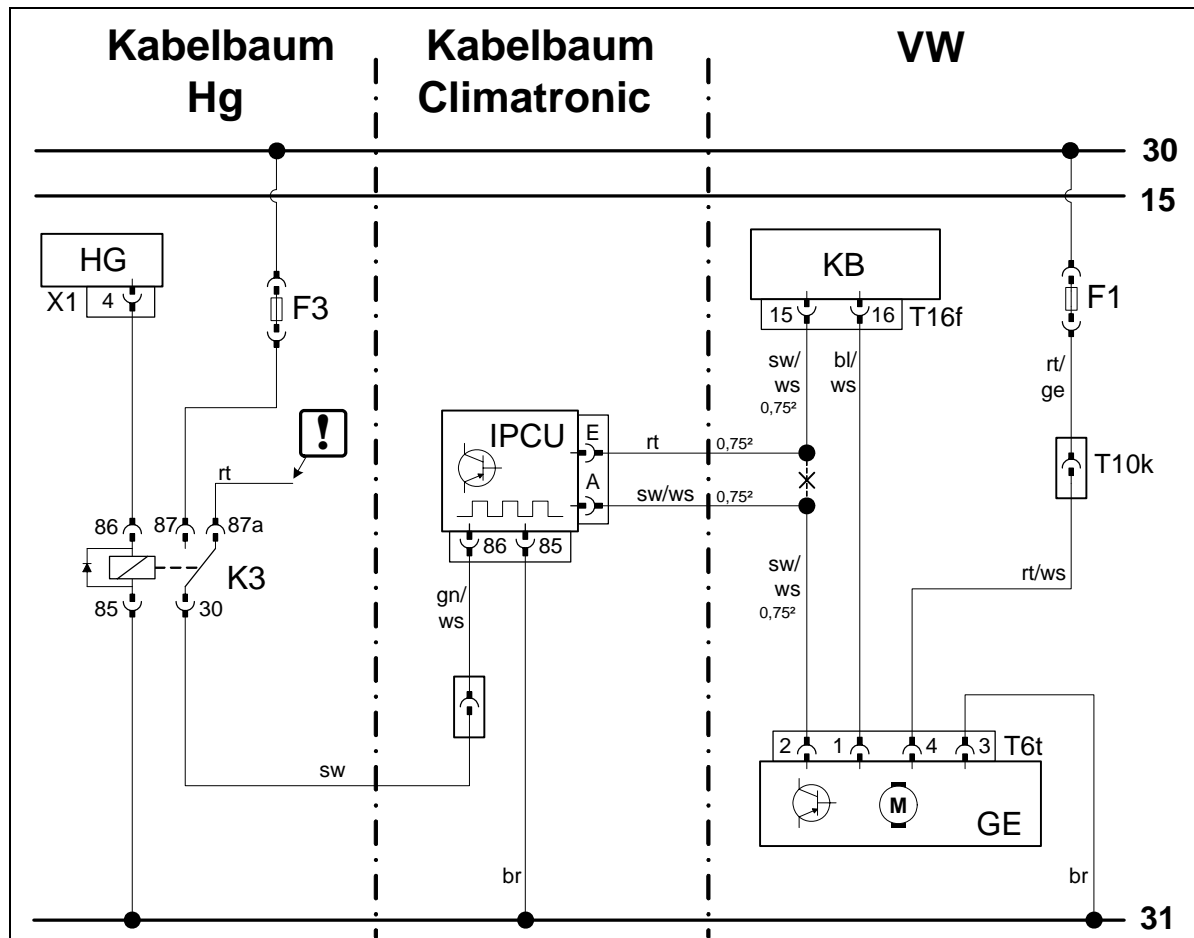 Kabelbaum
Hg
Kabelbaum
Climatronic
VW
30
15
HG
X1 4
F3
KB
15 16 T16f
F1
sw/
ws
0,75²
bl/
ws
rt/
ge
!
rt
IPCU
E
A
rt 0,75²
sw/ws 0,75²
T10k
86 87 87a
K3
85 30
86 85
gn/
ws
sw/
ws
0,75²
rt/ws
sw
2 1 4 3 T6t
M
GE
br
br
31